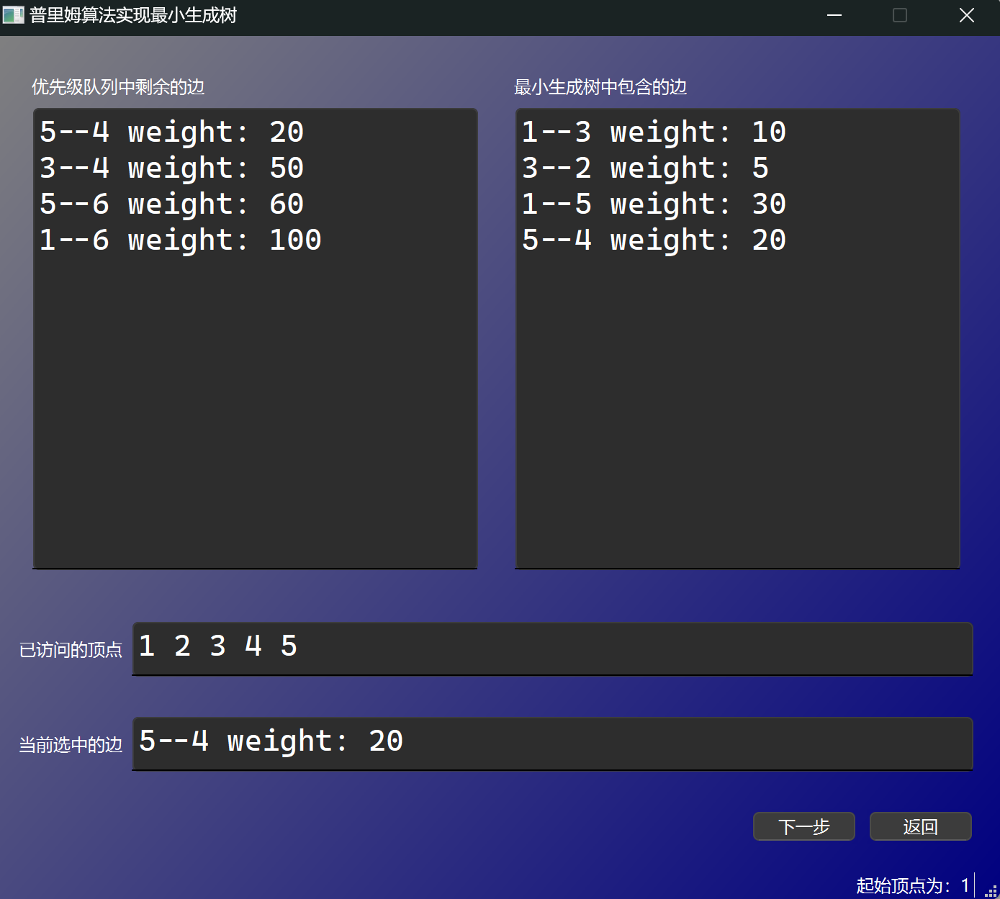 普里姆算法实现最小生成树
优先级队列中剩余的边
5--4 weight: 20
3--4 weight: 50
5--6 weight: 60
1--6 weight: 100
最小生成树中包含的边
1--3 weight: 10
3--2 weight: 5
1--5 weight: 30
5--4 weight: 20
已访问的顶点
1 2 3 4 5
当前选中的边
5--4 weight: 20
下一步
返回
起始顶点为：1